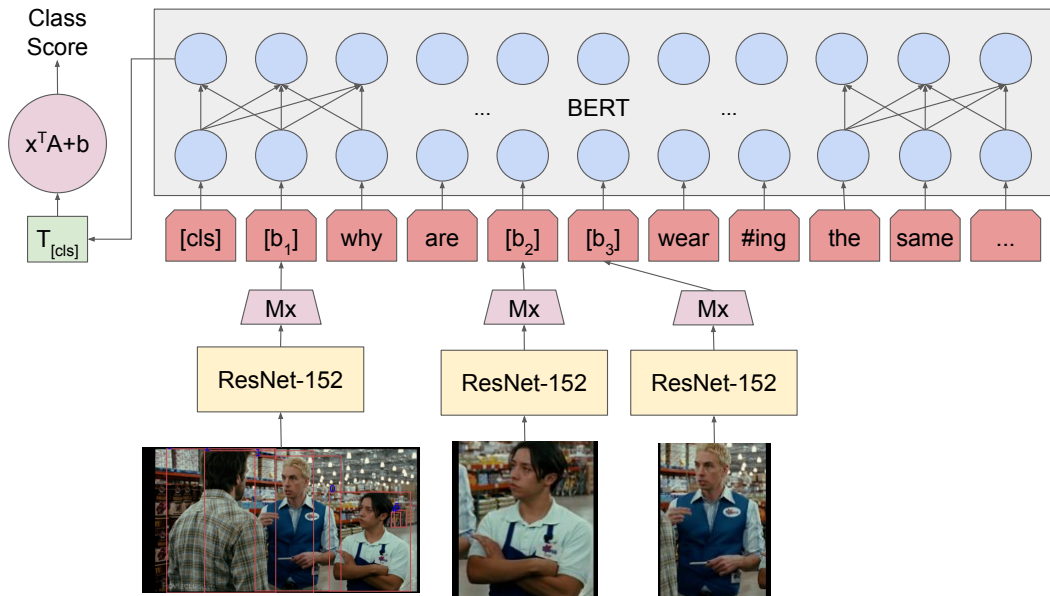 Class
Score
xᵀA+b
T[cls]
...
BERT
...
[cls] [b₁] why are [b₂] [b₃] wear #ing the same ...
Mx Mx Mx
ResNet-152 ResNet-152 ResNet-152